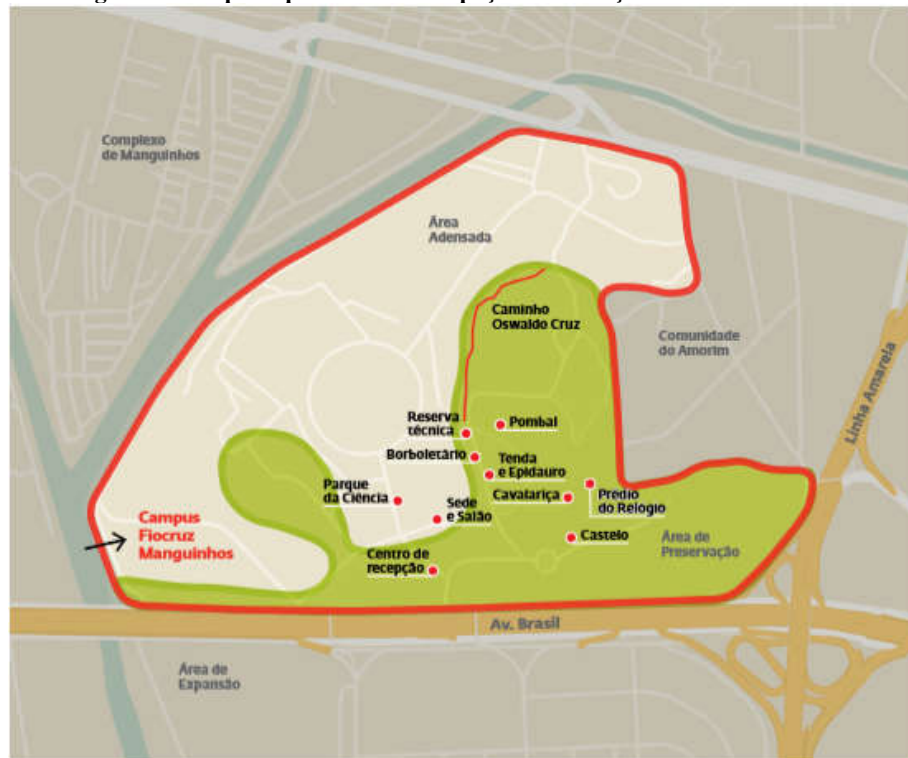 Complexo
de Manguinhos
Área
Adensada
Caminho
Oswaldo Cruz
Comunidade
do Amorim
Linha Amarela
Reserva
técnica
Pombal
Borboletário
Tenda
e Epidauro
Parque
da Ciência
Cavalariça
Prédio
do Relogio
Sede
e Salão
Campus
Fiocruz
Manguinhos
Castelo
Área de
Preservação
Centro de
recepção
Av. Brasil
Área de
Expansão